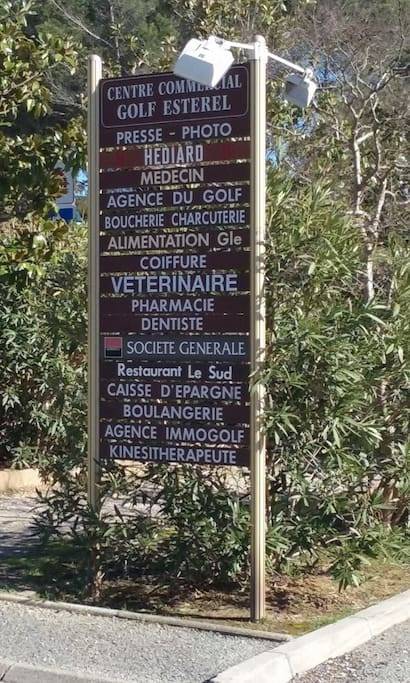 CENTRE COMMERCIAL
GOLF ESTEREL
PRESSE - PHOTO
HEDIARD
MEDECIN
AGENCE DU GOLF
BOUCHERIE CHARCUTERIE
ALIMENTATION Gle
COIFFURE
VETERINAIRE
PHARMACIE
DENTISTE
SOCIETE GENERALE
Restaurant Le Sud
CAISSE D'EPARGNE
BOULANGERIE
AGENCE IMMOGOLF
KINESITHERAPEUTE